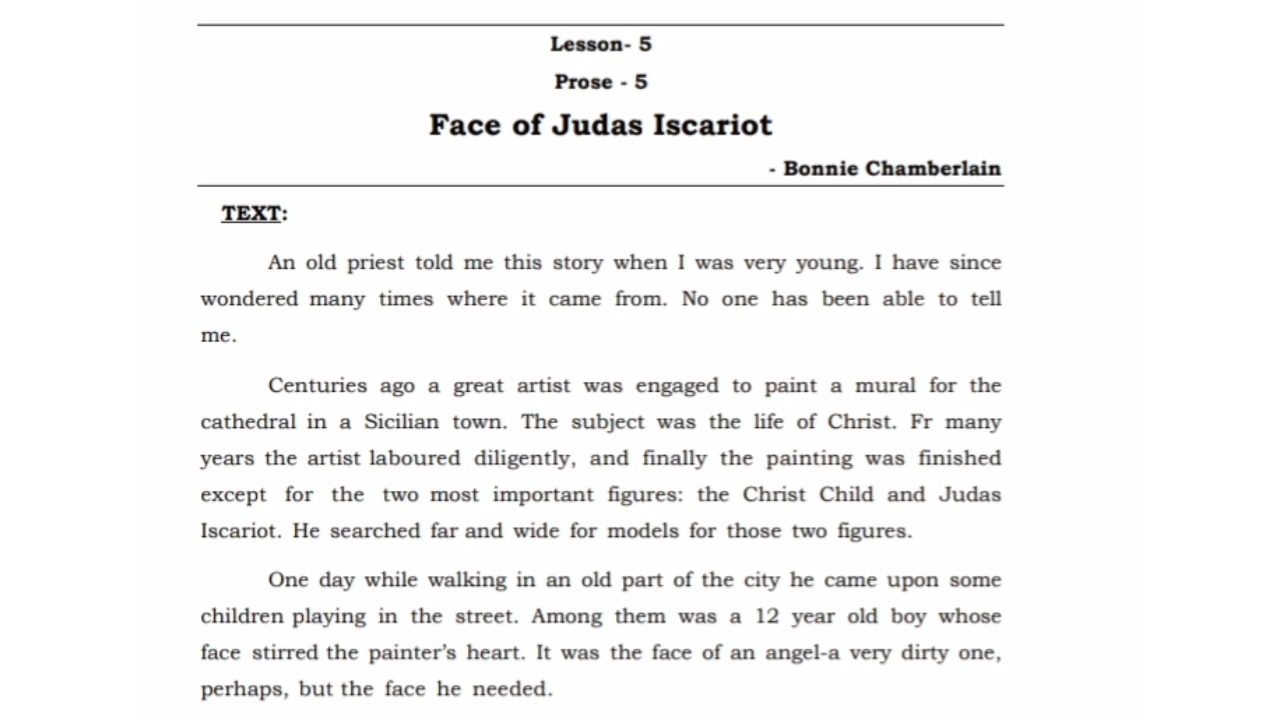 Lesson- 5
Prose - 5
Face of Judas Iscariot
- Bonnie Chamberlain
TEXT:
An old priest told me this story when I was very young. I have since
wondered many times where it came from. No one has been able to tell
me.
Centuries ago a great artist was engaged to paint a mural for the
cathedral in a Sicilian town. The subject was the life of Christ. Fr many
years the artist laboured diligently, and finally the painting was finished
except for the two most important figures: the Christ Child and Judas
Iscariot. He searched far and wide for models for those two figures.
One day while walking in an old part of the city he came upon some
children playing in the street. Among them was a 12 year old boy whose
face stirred the painter's heart. It was the face of an angel-a very dirty one,
perhaps, but the face he needed.